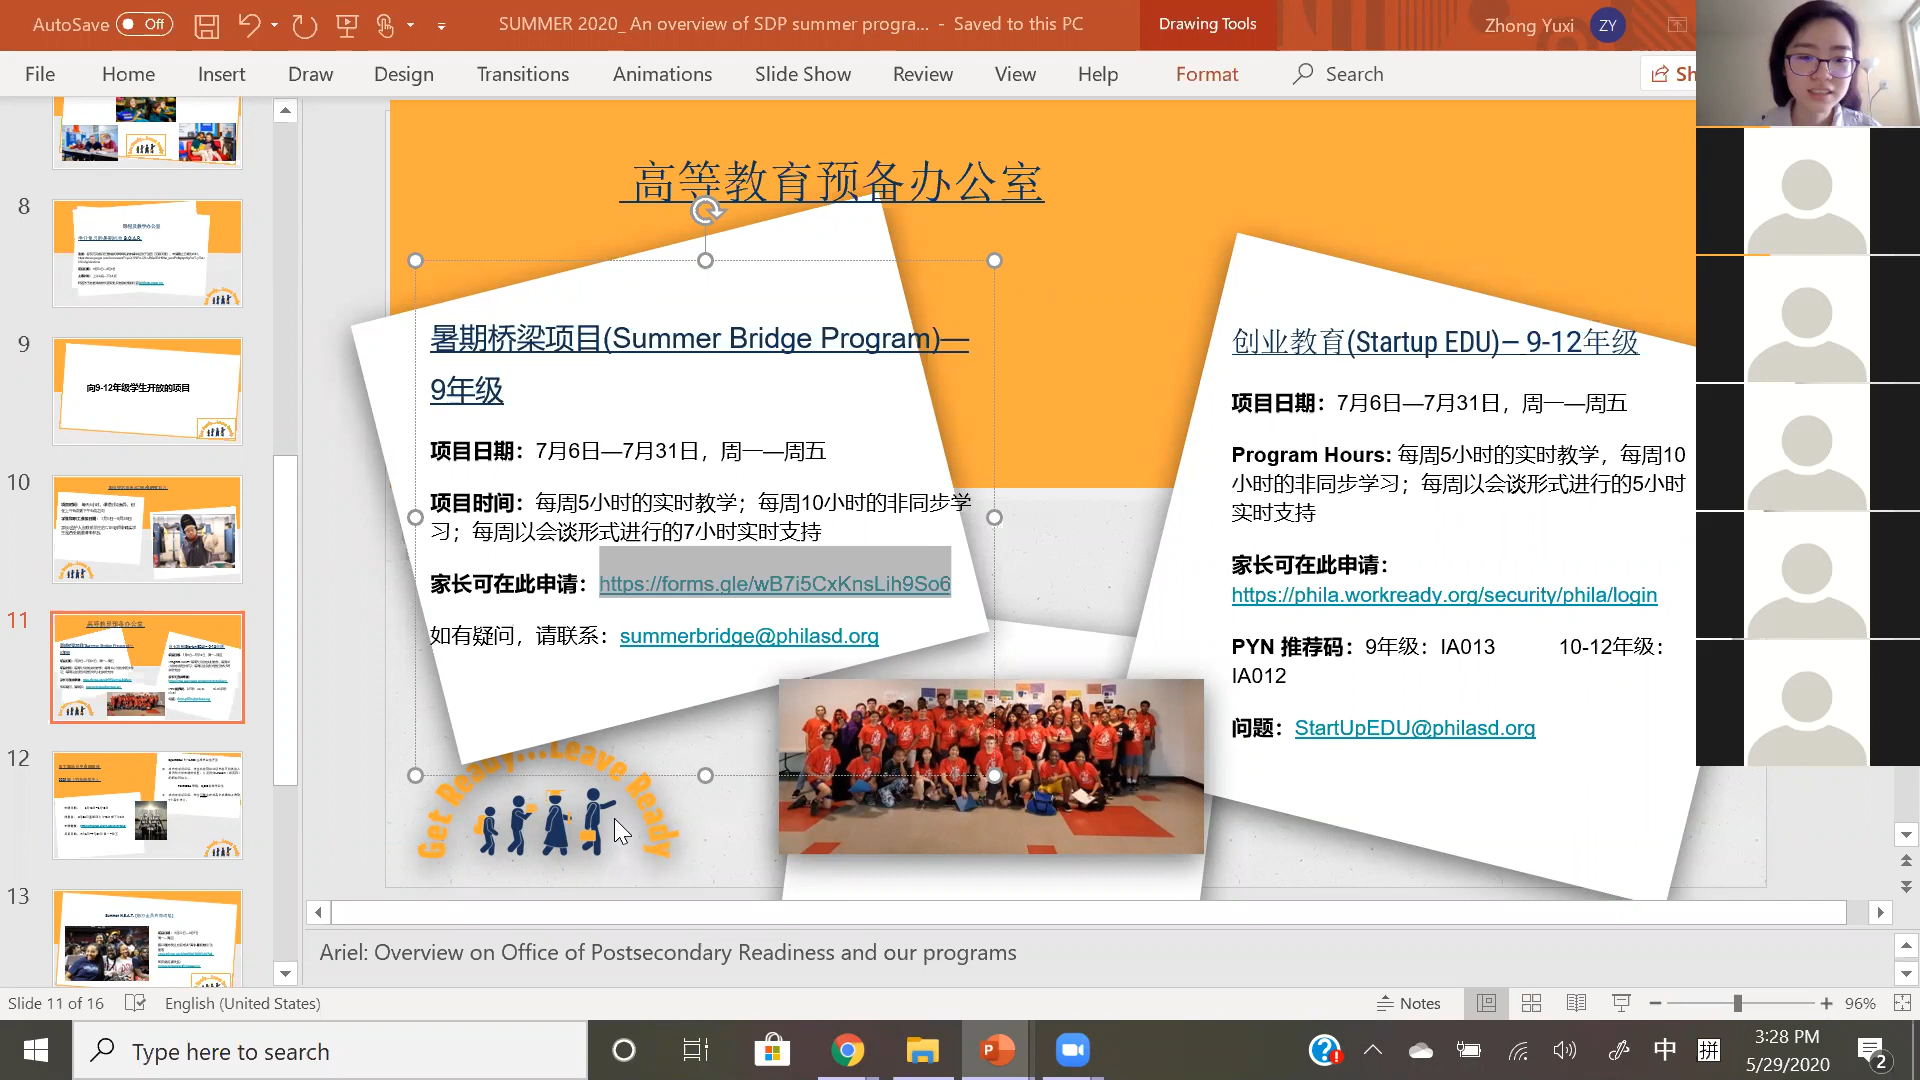 AutoSave Off
SUMMER 2020_ An overview of SDP summer progra... - Saved to this PC
Drawing Tools
Zhong Yuxi ZY
File Home Insert Draw Design Transitions Animations Slide Show Review View Help Format Search Sh
高等教育预备办公室
暑期桥梁项目(Summer Bridge Program)—
9年级
项目日期：7月6日—7月31日，周一—周五
项目时间：每周5小时的实时教学；每周10小时的非同步学
习；每周以会谈形式进行的7小时实时支持
家长可在此申请：https://forms.gle/wB7i5CxKnsLih9So6
如有疑问，请联系：summerbridge@philasd.org
创业教育(Startup EDU)– 9-12年级
项目日期：7月6日—7月31日，周一—周五
Program Hours: 每周5小时的实时教学，每周10
小时的非同步学习；每周以会谈形式进行的5小时
实时支持
家长可在此申请：
https://phila.workready.org/security/phila/login
PYN 推荐码：9年级：IA013 10-12年级：
IA012
问题：StartUpEDU@philasd.org
Get Ready...Leave Ready
8
9
向9-12年级学生开放的项目
10
11
高等教育预备办公室
12
13
Ariel: Overview on Office of Postsecondary Readiness and our programs
Slide 11 of 16 English (United States) Notes 96%
Type here to search
中 拼
3:28 PM
5/29/2020
2